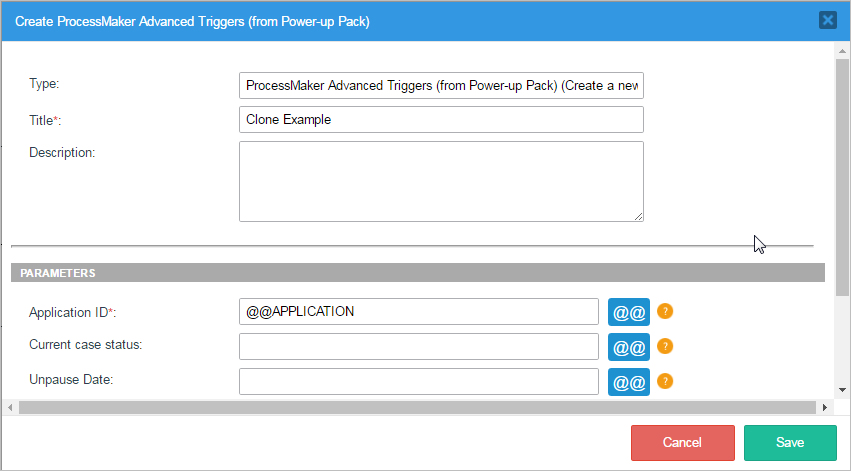 Create ProcessMaker Advanced Triggers (from Power-up Pack)
Type: ProcessMaker Advanced Triggers (from Power-up Pack) (Create a new
Title*: Clone Example
Description:
PARAMETERS
Application ID*: @@APPLICATION @@ ?
Current case status: @@ ?
Unpause Date: @@ ?
Cancel Save